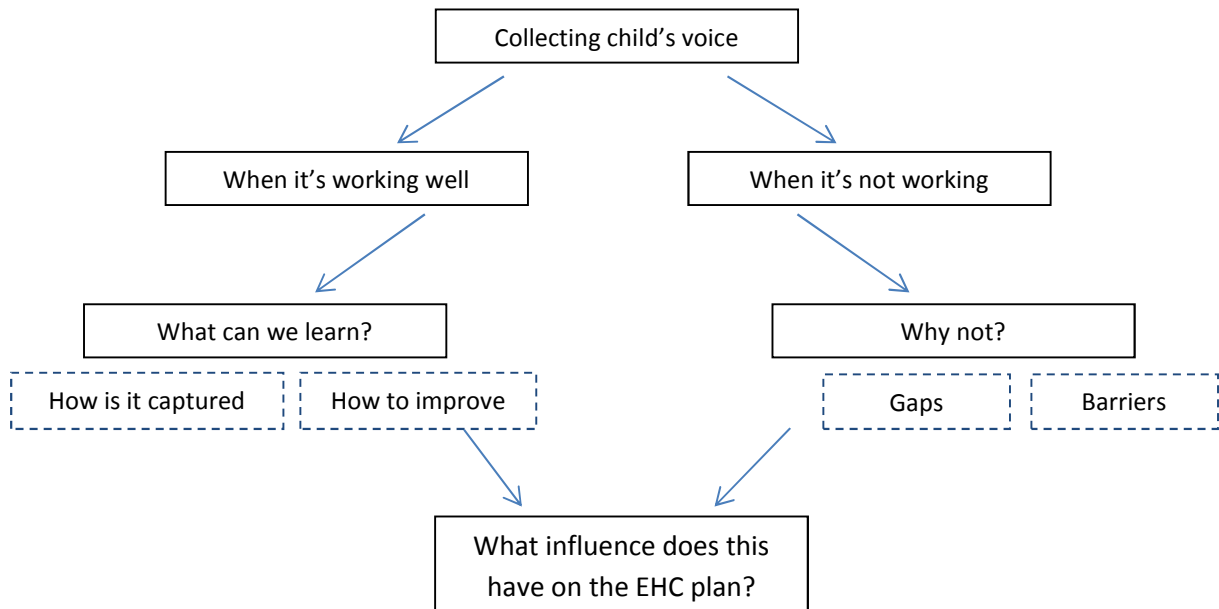 Collecting child’s voice
When it’s working well
When it’s not working
What can we learn?
Why not?
How is it captured
How to improve
Gaps
Barriers
What influence does this
have on the EHC plan?